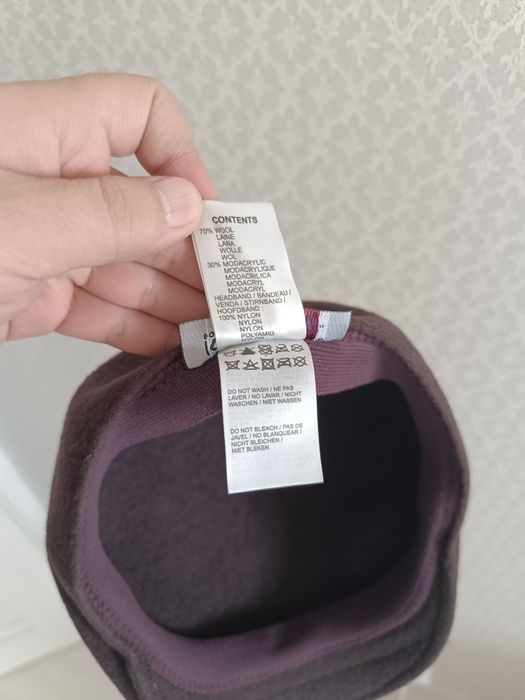 CONTENTS
70% WOOL
LAINE
LANA
WOLLE
WOL
30% MODACRYLIC
MODACRYLIQUE
MODACRILICA
MODACRYL
MODACRYL
HEADBAND / BANDEAU /
VENDA / STIRNBAND /
HOOFDBAND :
100% NYLON
NYLON
NYLON
POLYAMID
NYLON
DO NOT WASH / NE PAS
LAVER / NO LAVAR / NICHT
WASCHEN / NIET WASSEN
DO NOT BLEACH / PAS DE
JAVEL / NO BLANQUEAR /
NICHT BLEICHEN /
NIET BLEKEN